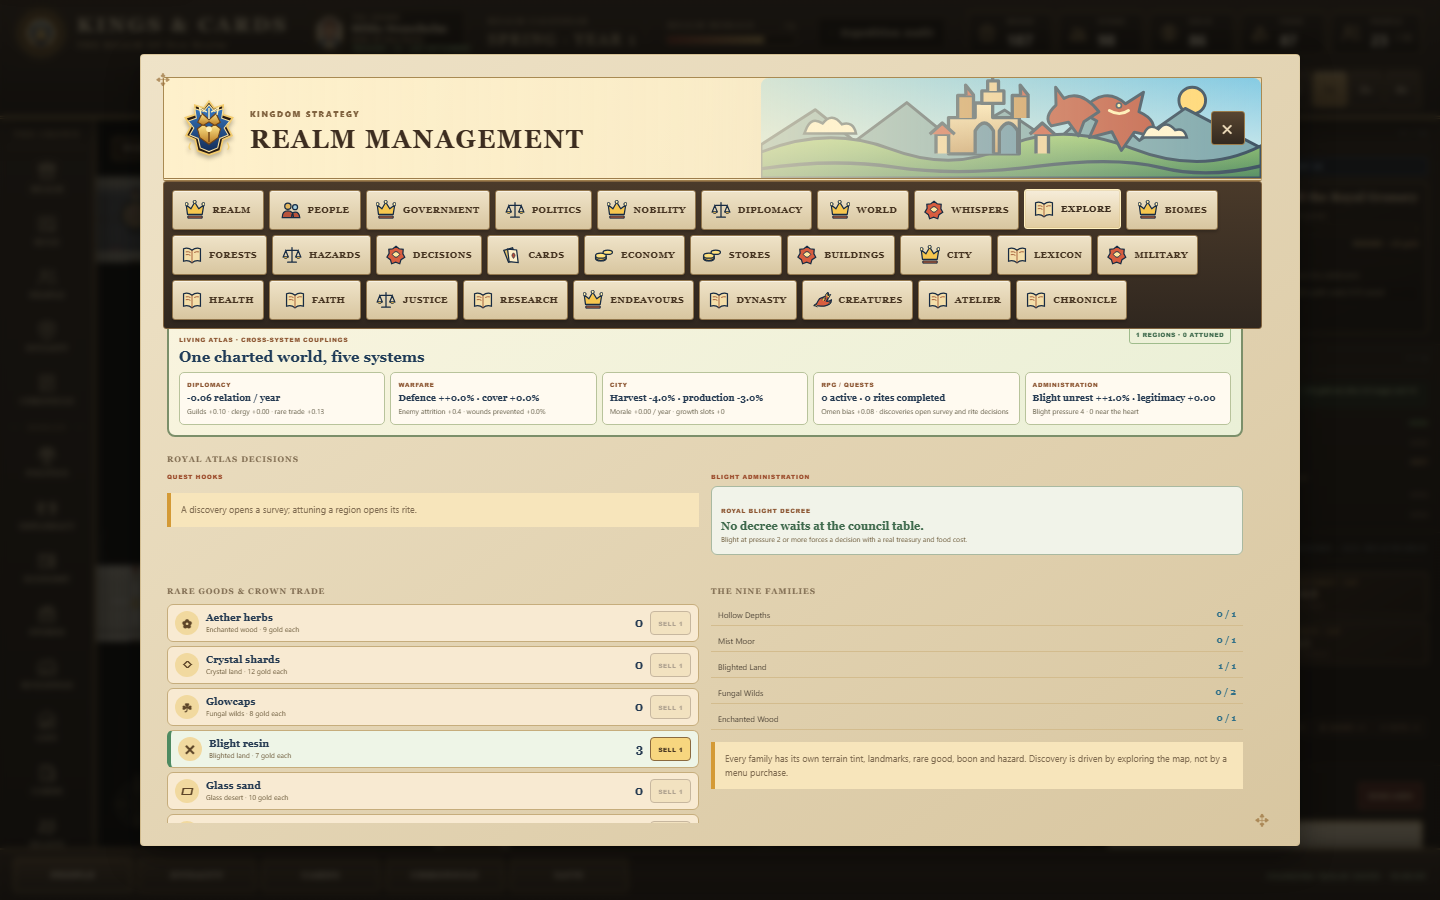 KINGS & CARDS
SPRING · YEAR 1
KINGDOM STRATEGY
REALM MANAGEMENT
×
REALM PEOPLE GOVERNMENT POLITICS NOBILITY DIPLOMACY WORLD WHISPERS EXPLORE BIOMES
FORESTS HAZARDS DECISIONS CARDS ECONOMY STORES BUILDINGS CITY LEXICON MILITARY
HEALTH FAITH JUSTICE RESEARCH ENDEAVOURS DYNASTY CREATURES ATELIER CHRONICLE
LIVING ATLAS · CROSS-SYSTEM COUPLINGS
1 REGIONS · 0 ATTUNED
One charted world, five systems
DIPLOMACY
-0.06 relation / year
Guilds +0.10 · clergy +0.00 · rare trade +0.13
WARFARE
Defence ++0.0% · cover +0.0%
Enemy attrition +0.4 · wounds prevented +0.0%
CITY
Harvest -4.0% · production -3.0%
Morale +0.00 / year · growth slots +0
RPG / QUESTS
0 active · 0 rites completed
Omen bias +0.08 · discoveries open survey and rite decisions
ADMINISTRATION
Blight unrest ++1.0% · legitimacy +0.00
Blight pressure 4 · 0 near the heart
ROYAL ATLAS DECISIONS
QUEST HOOKS
A discovery opens a survey; attuning a region opens its rite.
BLIGHT ADMINISTRATION
ROYAL BLIGHT DECREE
No decree waits at the council table.
Blight at pressure 2 or more forces a decision with a real treasury and food cost.
RARE GOODS & CROWN TRADE
Aether herbs
Enchanted wood · 9 gold each
0 SELL 1
Crystal shards
Crystal land · 12 gold each
0 SELL 1
Glowcaps
Fungal wilds · 8 gold each
0 SELL 1
Blight resin
Blighted land · 7 gold each
3 SELL 1
Glass sand
Glass desert · 10 gold each
0 SELL 1
THE NINE FAMILIES
Hollow Depths 0 / 1
Mist Moor 0 / 1
Blighted Land 1 / 1
Fungal Wilds 0 / 2
Enchanted Wood 0 / 1
Every family has its own terrain tint, landmarks, rare good, boon and hazard. Discovery is driven by exploring the map, not by a
menu purchase.